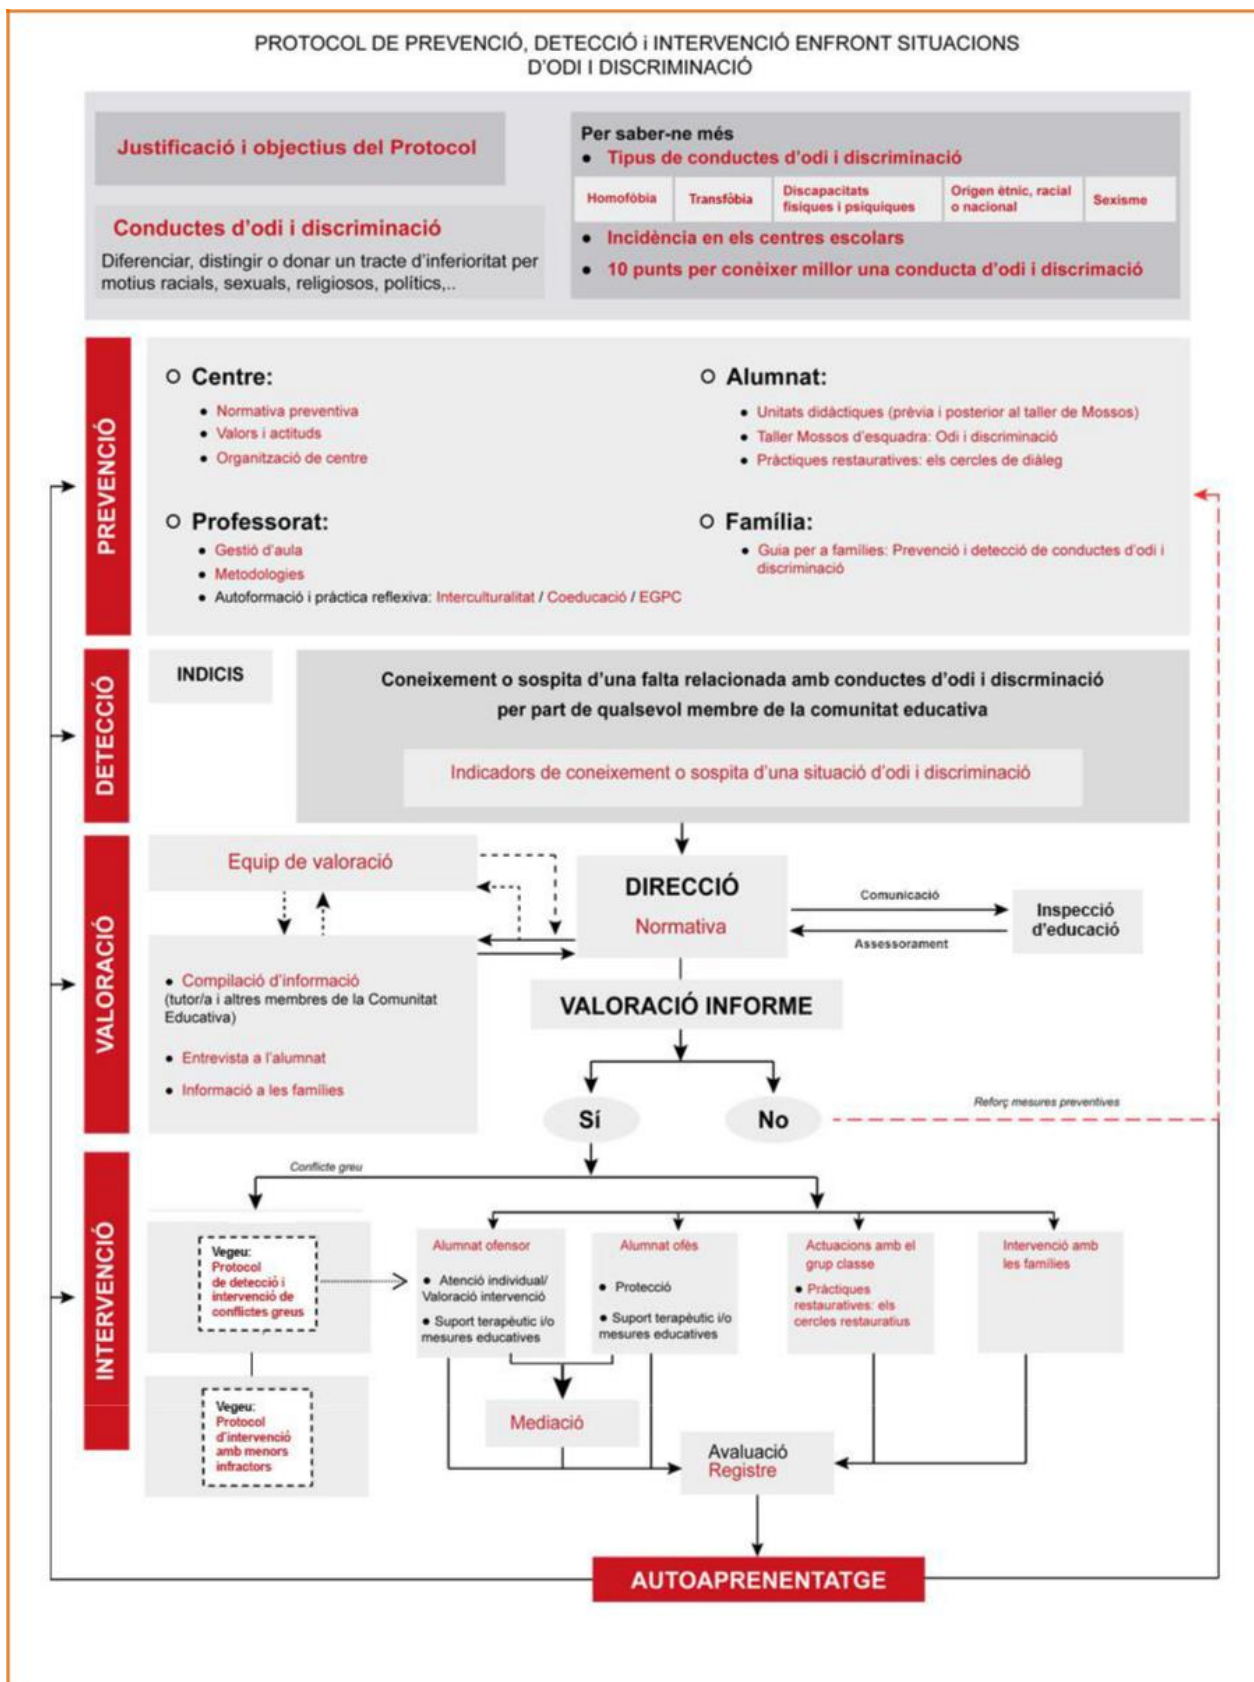 PROTOCOL DE PREVENCIÓ, DETECCIÓ i INTERVENCIÓ ENFRONT SITUACIONS
D'ODI I DISCRIMINACIÓ
Justificació i objectius del Protocol
Conductes d'odi i discriminació
Diferenciar, distingir o donar un tracte d'inferioritat per
motius racials, sexuals, religiosos, polítics,..
Per saber-ne més
● Tipus de conductes d'odi i discriminació
Homofòbia
Transfòbia
Discapacitats
físiques i psíquiques
Origen ètnic, racial
o nacional
Sexisme
● Incidència en els centres escolars
● 10 punts per conèixer millor una conducta d'odi i discrimació
PREVENCIÓ
Centre:
● Normativa preventiva
● Valors i actituds
● Organització de centre
Alumnat:
● Unitats didàctiques (prèvia i posterior al taller de Mossos)
● Taller Mossos d'esquadra: Odi i discriminació
● Pràctiques restauratives: els cercles de diàleg
Professorat:
● Gestió d'aula
● Metodologies
● Autoformació i pràctica reflexiva: Interculturalitat / Coeducació / EGPC
Família:
● Guia per a famílies: Prevenció i detecció de conductes d'odi i
discriminació
DETECCIÓ
INDICIS
Coneixement o sospita d'una falta relacionada amb conductes d'odi i discrminació
per part de qualsevol membre de la comunitat educativa
Indicadors de coneixement o sospita d'una situació d'odi i discriminació
VALORACIÓ
Equip de valoració
DIRECCIÓ
Normativa
Comunicació
Assessorament
Inspecció
d'educació
● Compilació d'informació
(tutor/a i altres membres de la Comunitat
Educativa)
● Entrevista a l'alumnat
● Informació a les famílies
VALORACIÓ INFORME
Sí
No
Reforç mesures preventives
INTERVENCIÓ
Conflicte greu
Vegeu:
Protocol
de detecció i
intervenció de
conflictes greus
Vegeu:
Protocol
d'intervenció
amb menors
infractors
Alumnat ofensor
● Atenció individual/
Valoració intervenció
● Suport terapèutic i/o
mesures educatives
Alumnat ofès
● Protecció
● Suport terapèutic i/o
mesures educatives
Actuacions amb el
grup classe
● Pràctiques
restauratives: els
cercles restauratius
Intervenció amb
les famílies
Mediació
Avaluació
Registre
AUTOAPRENENTATGE